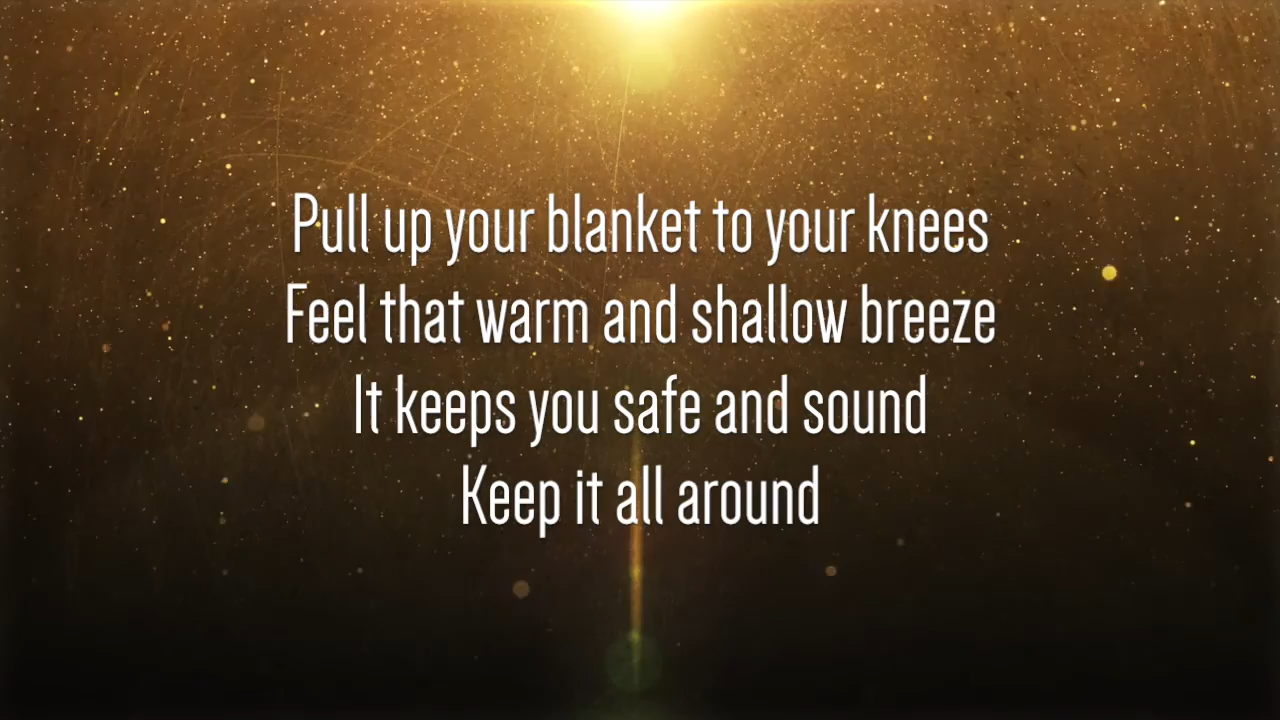 Pull up your blanket to your knees
Feel that warm and shallow breeze
It keeps you safe and sound
Keep it all around